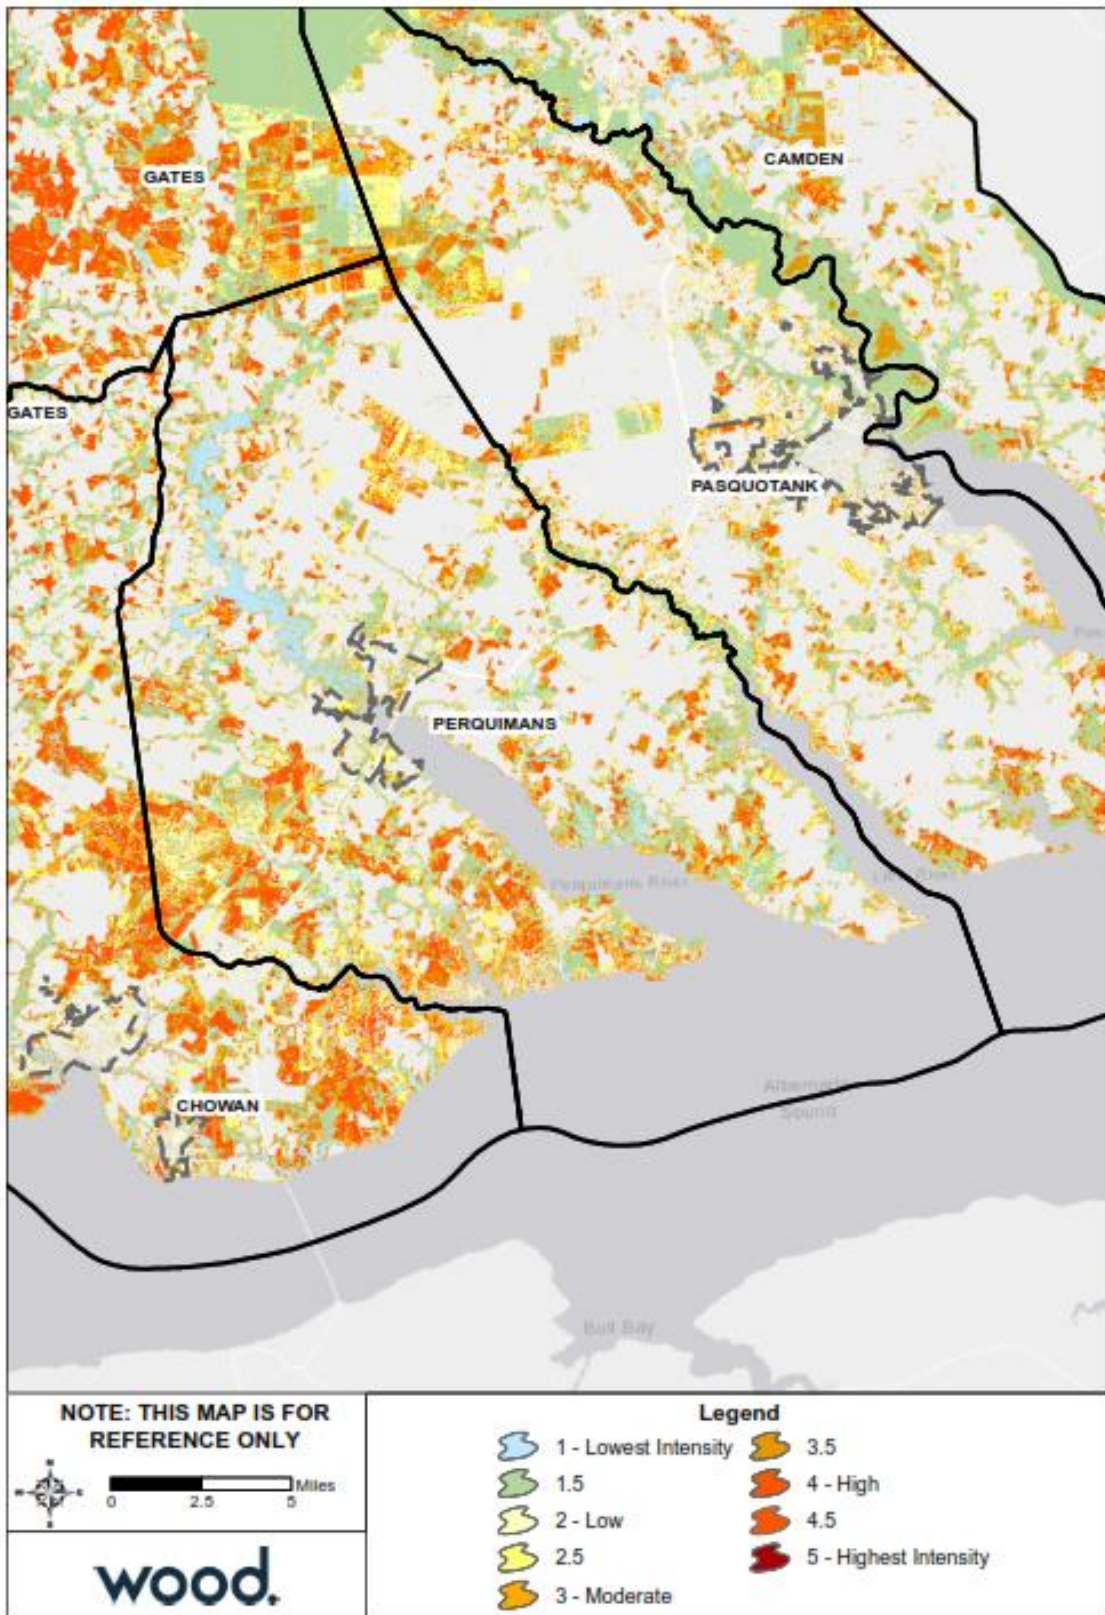 CAMDEN
GATES
GATES
PASQUOTANK
PERQUIMANS
Perquimans River
Little River
CHOWAN
Albemarle
Sound
Bull Bay
NOTE: THIS MAP IS FOR
REFERENCE ONLY
Miles
0 2.5 5
wood.
Legend
1 - Lowest Intensity
1.5
2 - Low
2.5
3 - Moderate
3.5
4 - High
4.5
5 - Highest Intensity